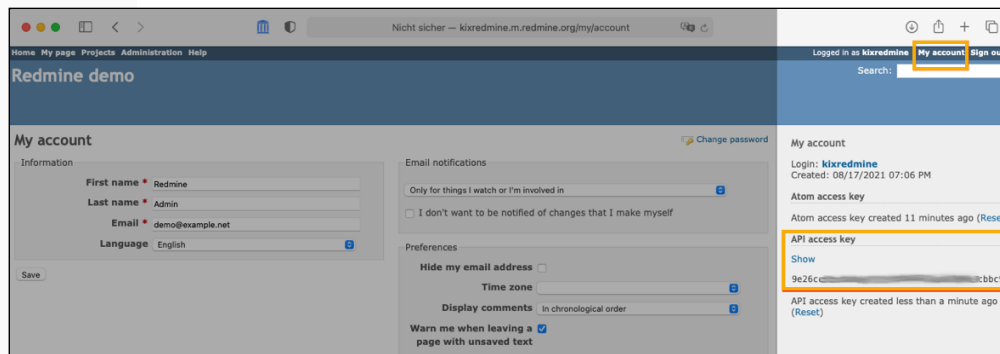 Nicht sicher — kixredmine.m.redmine.org/my/account
Home My page Projects Administration Help
Logged in as kixredmine My account Sign ou
Redmine demo
Search:
My account
Change password
Information
First name * Redmine
Last name * Admin
Email * demo@example.net
Language English
Save
Email notifications
Only for things I watch or I'm involved in
I don't want to be notified of changes that I make myself
Preferences
Hide my email address
Time zone
Display comments In chronological order
Warn me when leaving a
page with unsaved text
My account
Login: kixredmine
Created: 08/17/2021 07:06 PM
Atom access key
Atom access key created 11 minutes ago (Rese
API access key
Show
API access key created less than a minute ago
(Reset)